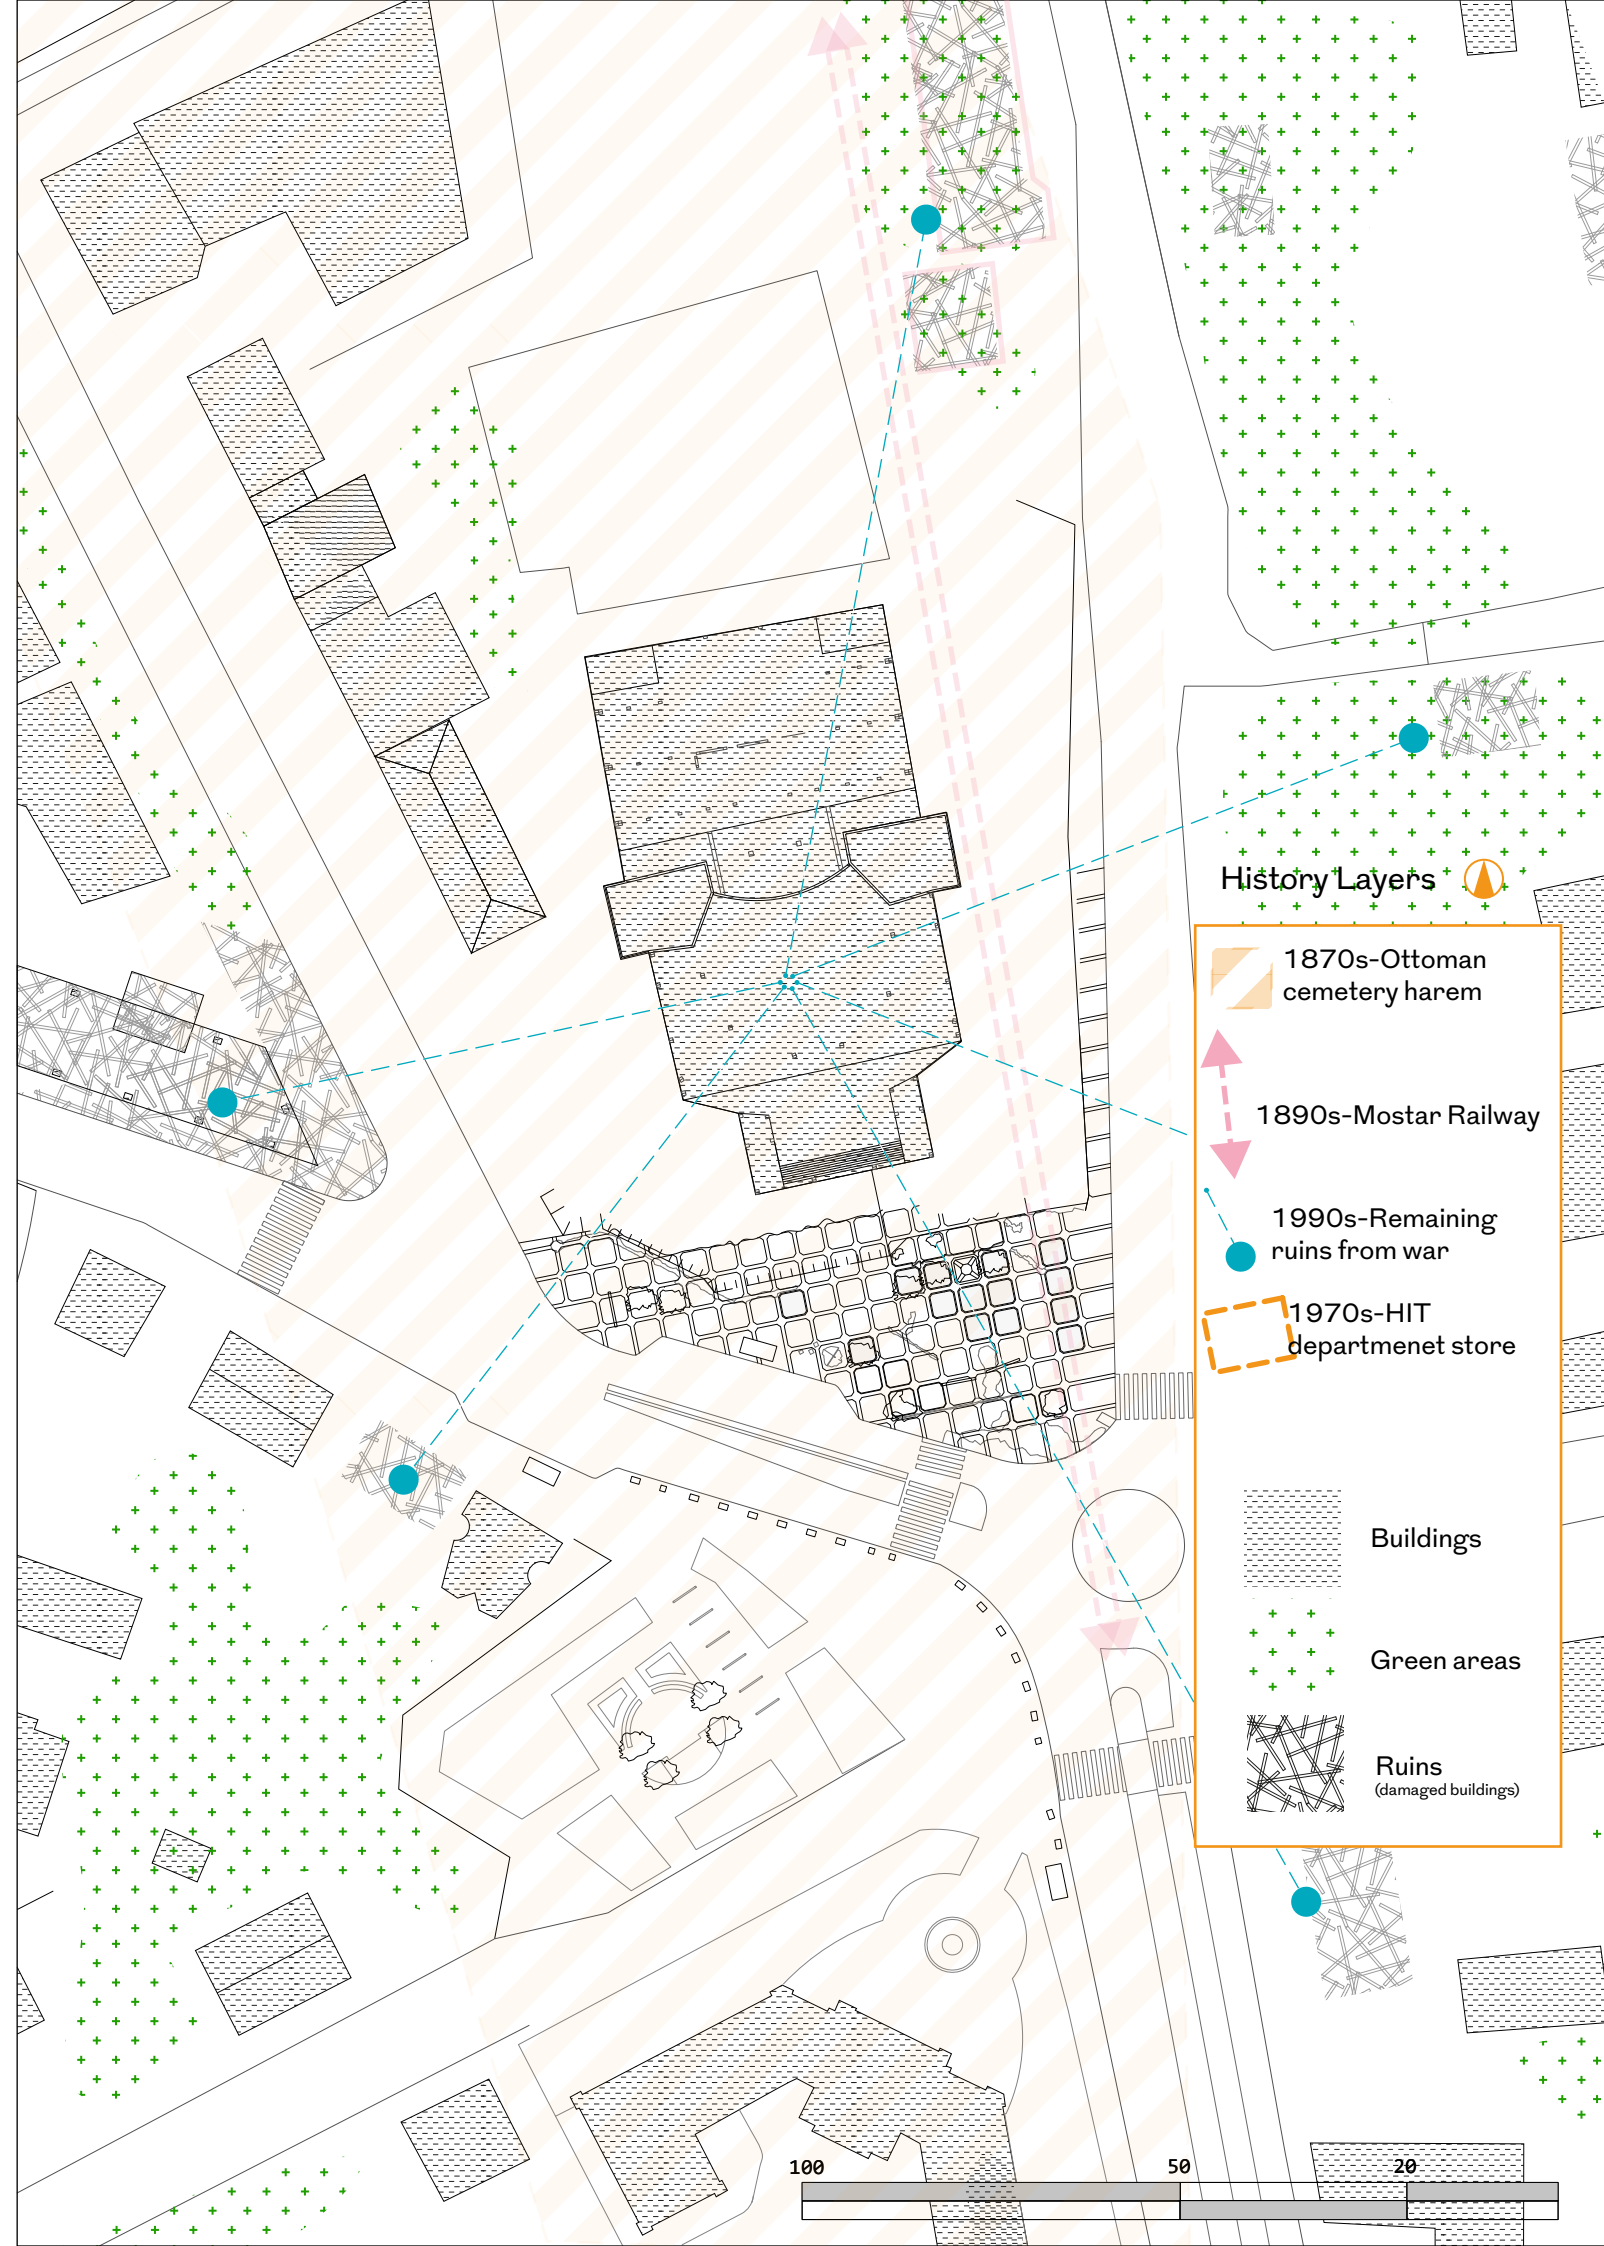 History Layers
1870s-Ottoman
cemetery harem
1890s-Mostar Railway
1990s-Remaining
ruins from war
1970s-HIT
departmenet store
Buildings
Green areas
Ruins
(damaged buildings)
100 50 20